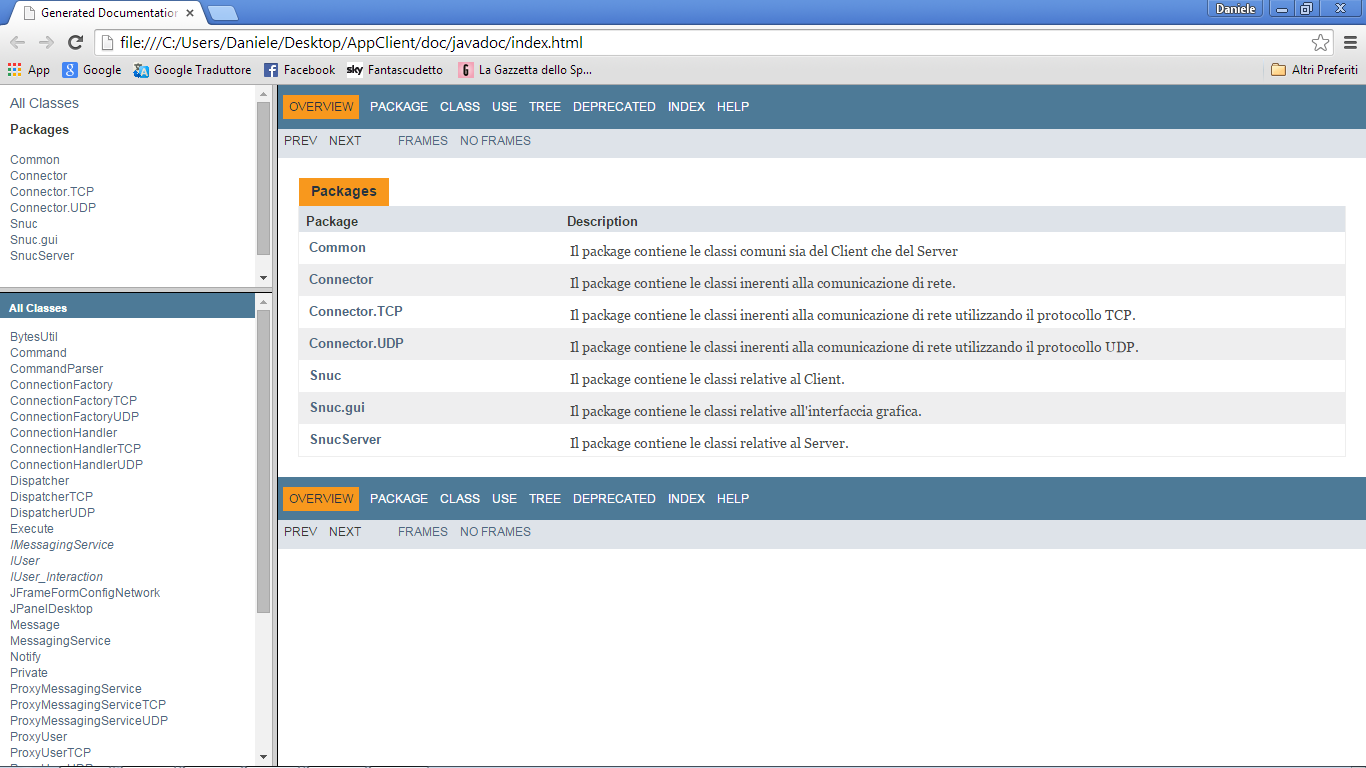 Generated Documentation
Daniele
file:///C:/Users/Daniele/Desktop/AppClient/doc/javadoc/index.html
App Google Google Traduttore Facebook sky Fantascudetto G La Gazzetta dello Sp... Altri Preferiti
All Classes
Packages
Common
Connector
Connector.TCP
Connector.UDP
Snuc
Snuc.gui
SnucServer
All Classes
BytesUtil
Command
CommandParser
ConnectionFactory
ConnectionFactoryTCP
ConnectionFactoryUDP
ConnectionHandler
ConnectionHandlerTCP
ConnectionHandlerUDP
Dispatcher
DispatcherTCP
DispatcherUDP
Execute
IMessagingService
IUser
IUser_Interaction
JFrameFormConfigNetwork
JPanelDesktop
Message
MessagingService
Notify
Private
ProxyMessagingService
ProxyMessagingServiceTCP
ProxyMessagingServiceUDP
ProxyUser
ProxyUserTCP
OVERVIEW PACKAGE CLASS USE TREE DEPRECATED INDEX HELP
PREV NEXT FRAMES NO FRAMES
Packages
Package Description
Common Il package contiene le classi comuni sia del Client che del Server
Connector Il package contiene le classi inerenti alla comunicazione di rete.
Connector.TCP Il package contiene le classi inerenti alla comunicazione di rete utilizzando il protocollo TCP.
Connector.UDP Il package contiene le classi inerenti alla comunicazione di rete utilizzando il protocollo UDP.
Snuc Il package contiene le classi relative al Client.
Snuc.gui Il package contiene le classi relative all'interfaccia grafica.
SnucServer Il package contiene le classi relative al Server.
OVERVIEW PACKAGE CLASS USE TREE DEPRECATED INDEX HELP
PREV NEXT FRAMES NO FRAMES